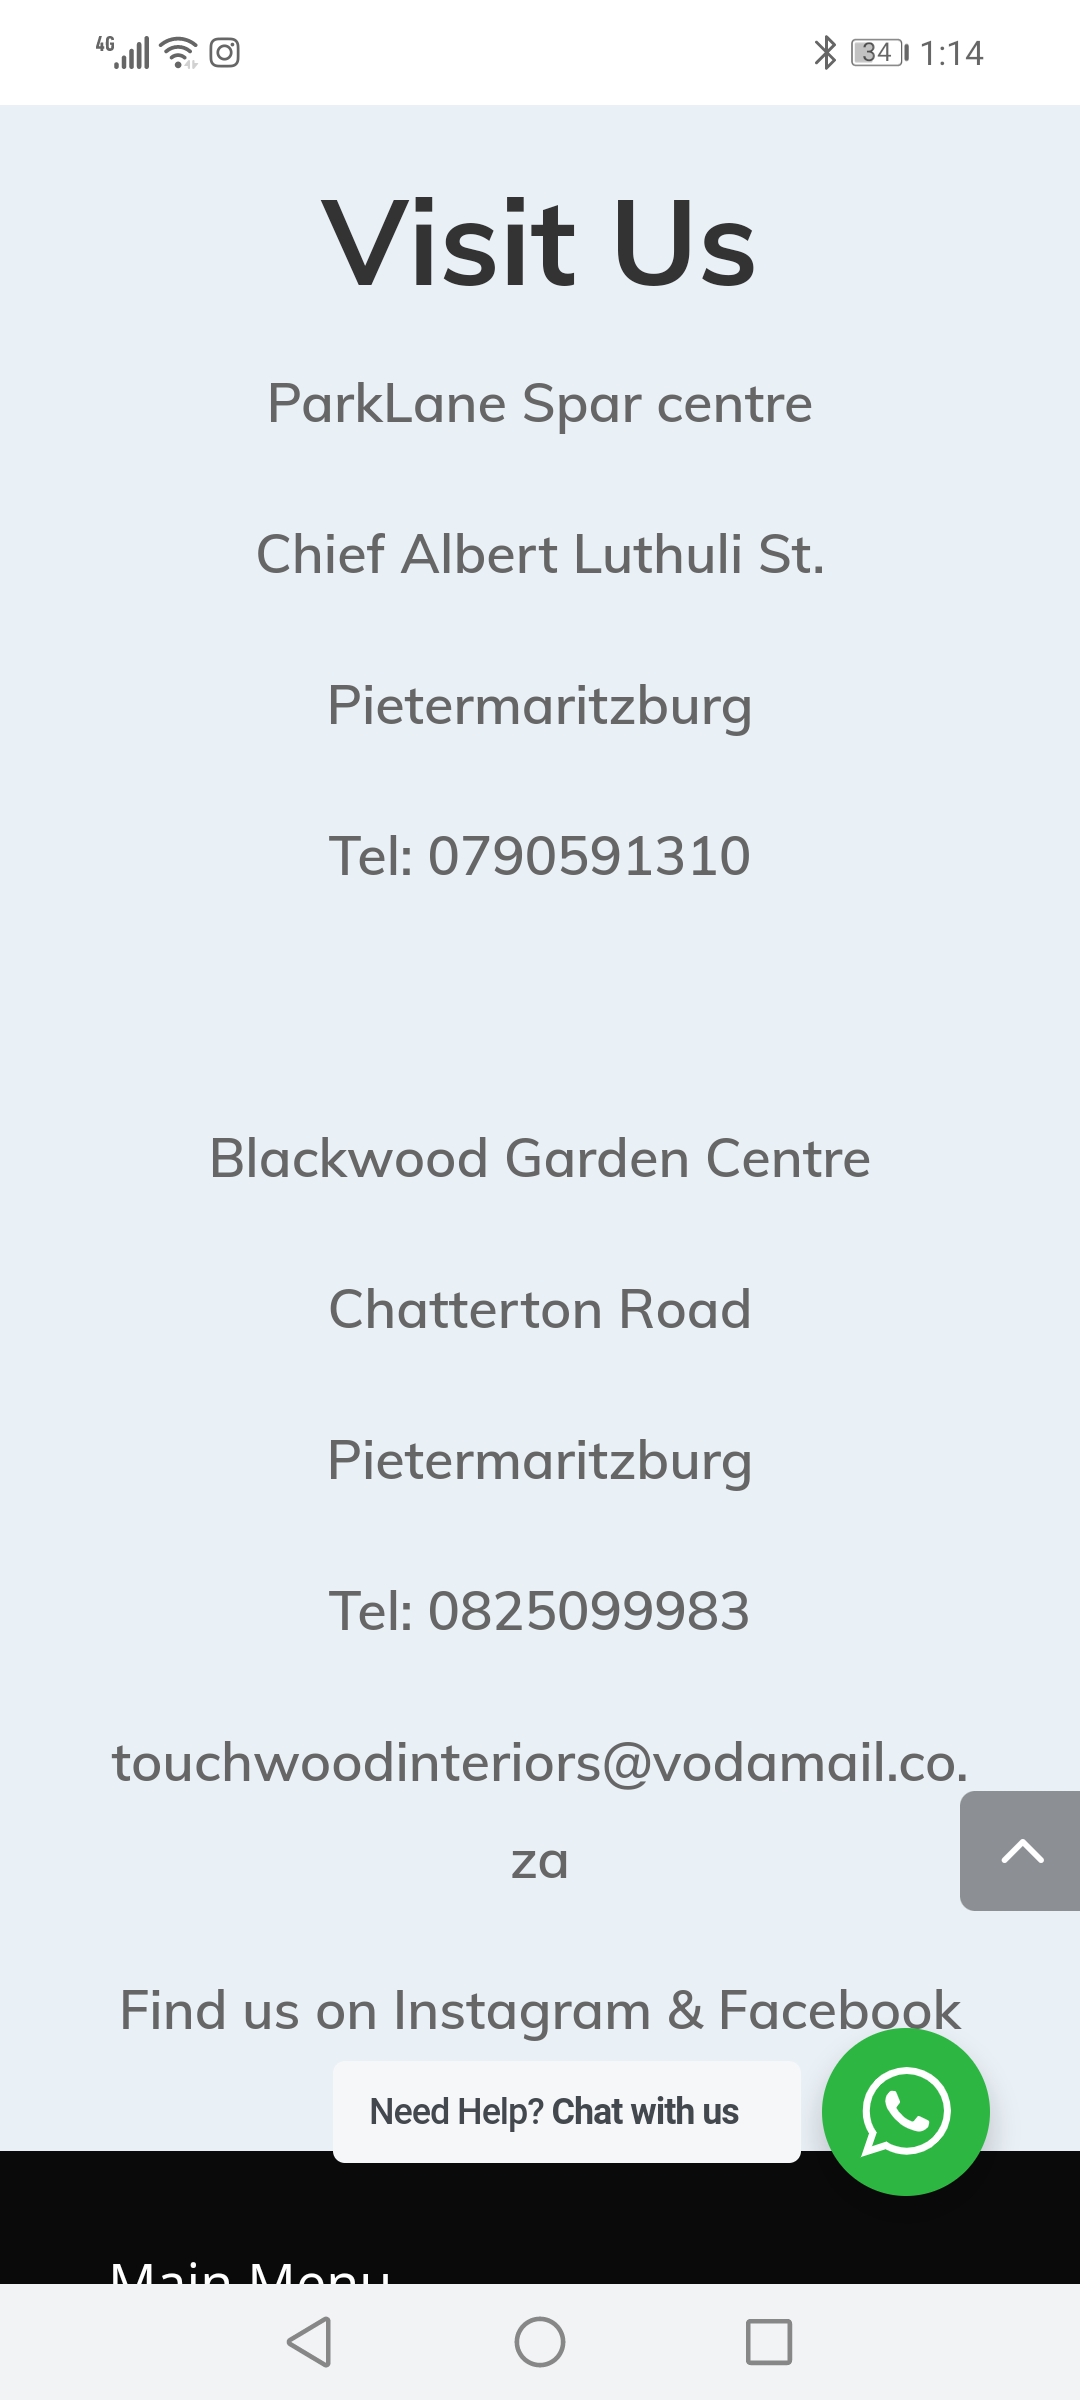 4G 34 1:14
Visit Us
ParkLane Spar centre
Chief Albert Luthuli St.
Pietermaritzburg
Tel: 0790591310
Blackwood Garden Centre
Chatterton Road
Pietermaritzburg
Tel: 0825099983
touchwoodinteriors@vodamail.co.
za
Find us on Instagram & Facebook
Need Help? Chat with us
Main Menu